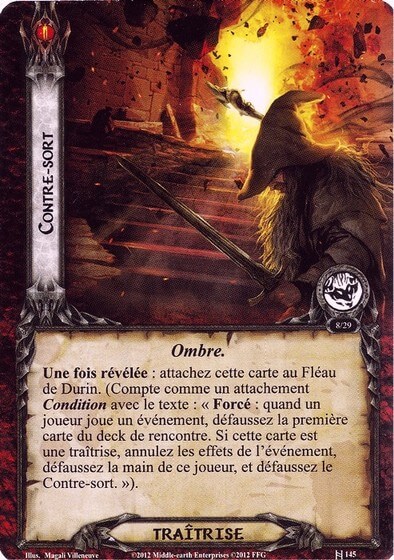 CONTRE-SORT
8/29
Ombre.
Une fois révélée : attachez cette carte au Fléau
de Durin. (Compte comme un attachement
Condition avec le texte : « Forcé : quand un
joueur joue un événement, défaussez la première
carte du deck de rencontre. Si cette carte est
une traîtrise, annulez les effets de l'événement,
défaussez la main de ce joueur, et défaussez le
Contre-sort. »).
TRAÎTRISE
Illus. Magali Villeneuve
©2012 Middle-earth Enterprises ©2012 FFG
145